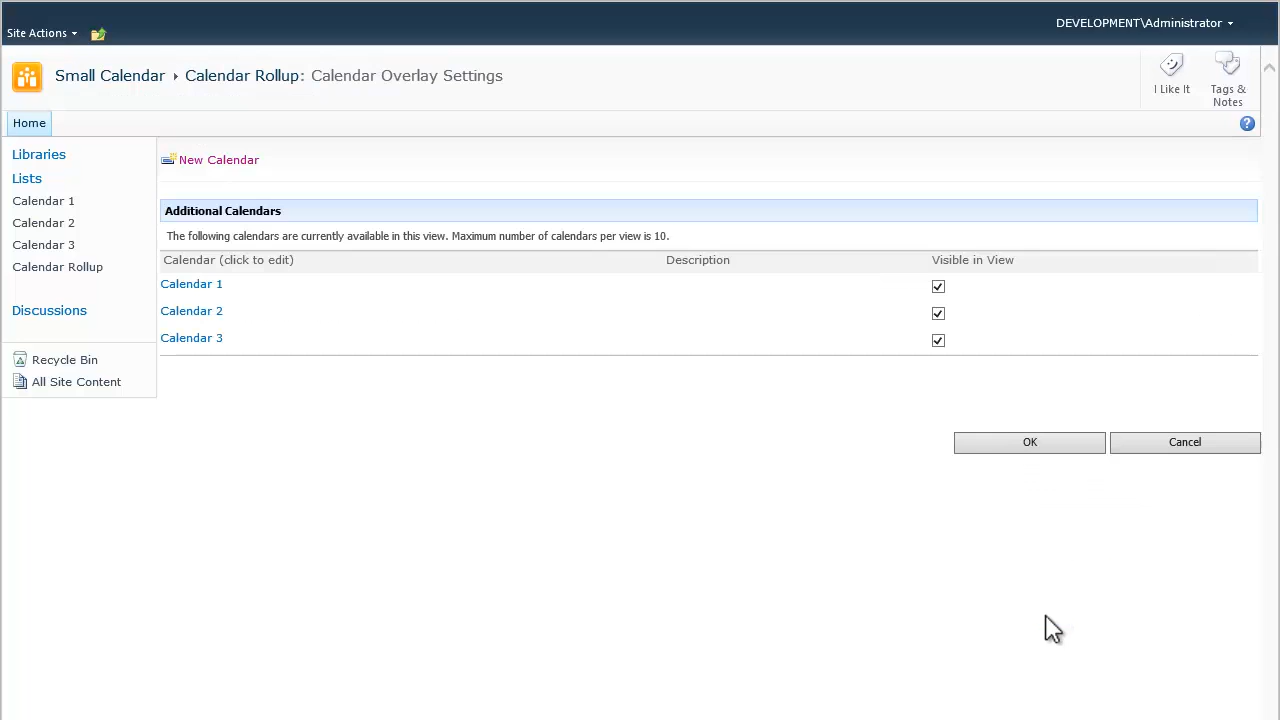 Site Actions
DEVELOPMENT\Administrator
Small Calendar ▸ Calendar Rollup: Calendar Overlay Settings
I Like It
Tags & Notes
Home
Libraries
Lists
Calendar 1
Calendar 2
Calendar 3
Calendar Rollup
Discussions
Recycle Bin
All Site Content
New Calendar
Additional Calendars
The following calendars are currently available in this view. Maximum number of calendars per view is 10.
Calendar (click to edit) Description Visible in View
Calendar 1
Calendar 2
Calendar 3
OK Cancel